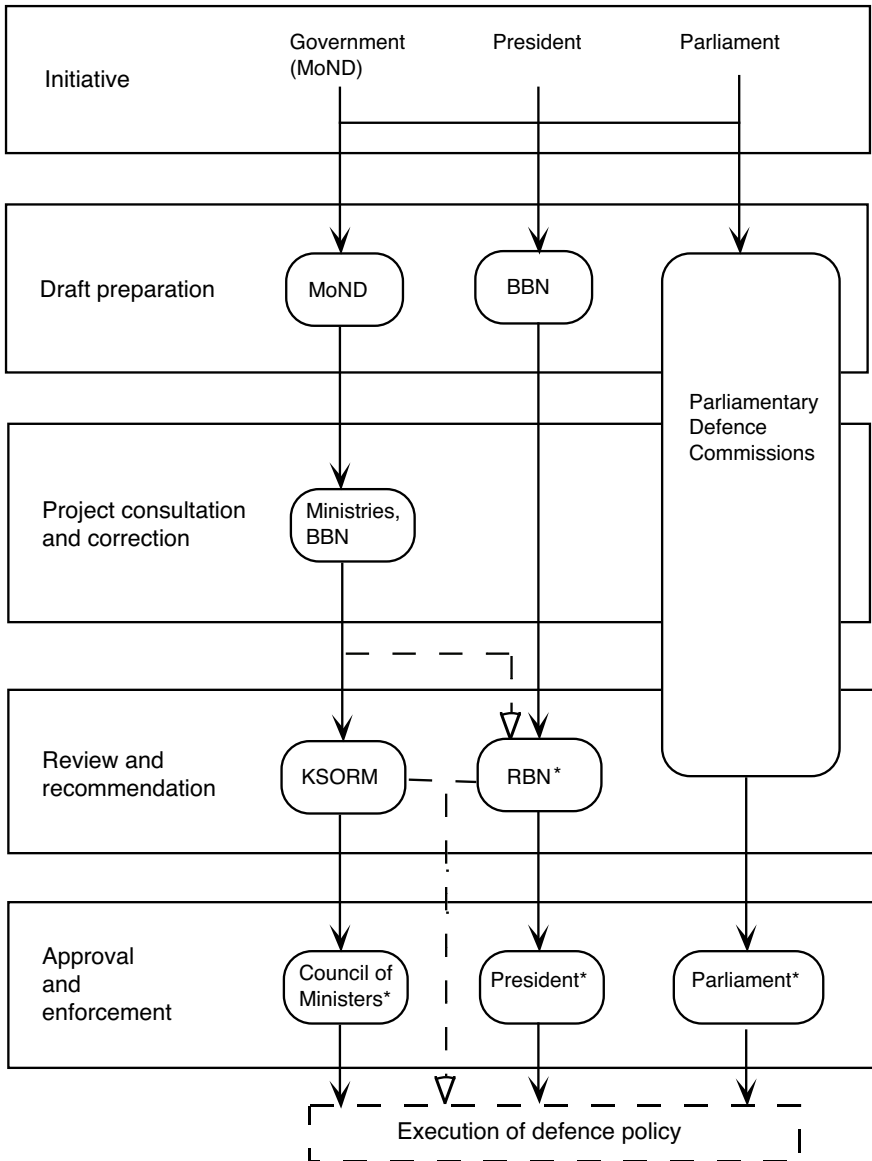 Government
(MoND)
President
Parliament
Initiative
Draft preparation
MoND
BBN
Parliamentary
Defence
Commissions
Project consultation
and correction
Ministries,
BBN
Review and
recommendation
KSORM
RBN*
Approval
and
enforcement
Council of
Ministers*
President*
Parliament*
Execution of defence policy